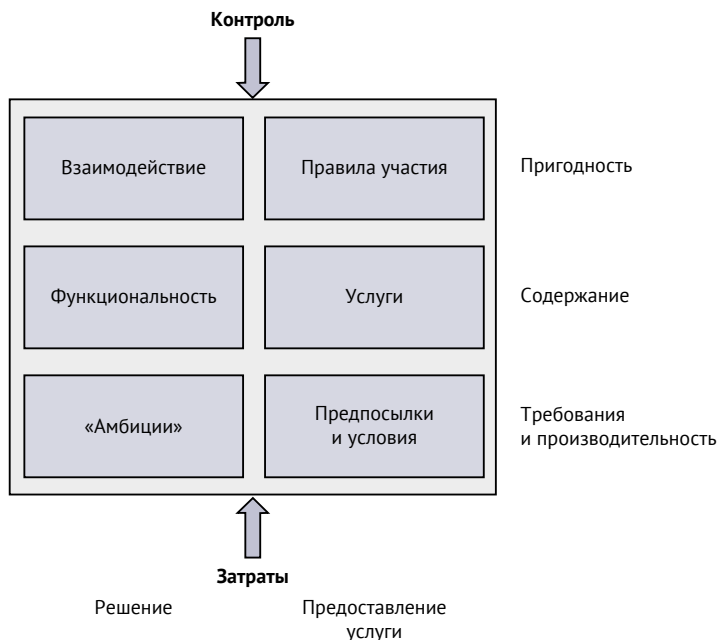 Контроль
Взаимодействие
Правила участия
Пригодность
Функциональность
Услуги
Содержание
«Амбиции»
Предпосылки
и условия
Требования
и производительность
Затраты
Решение
Предоставление
услуги